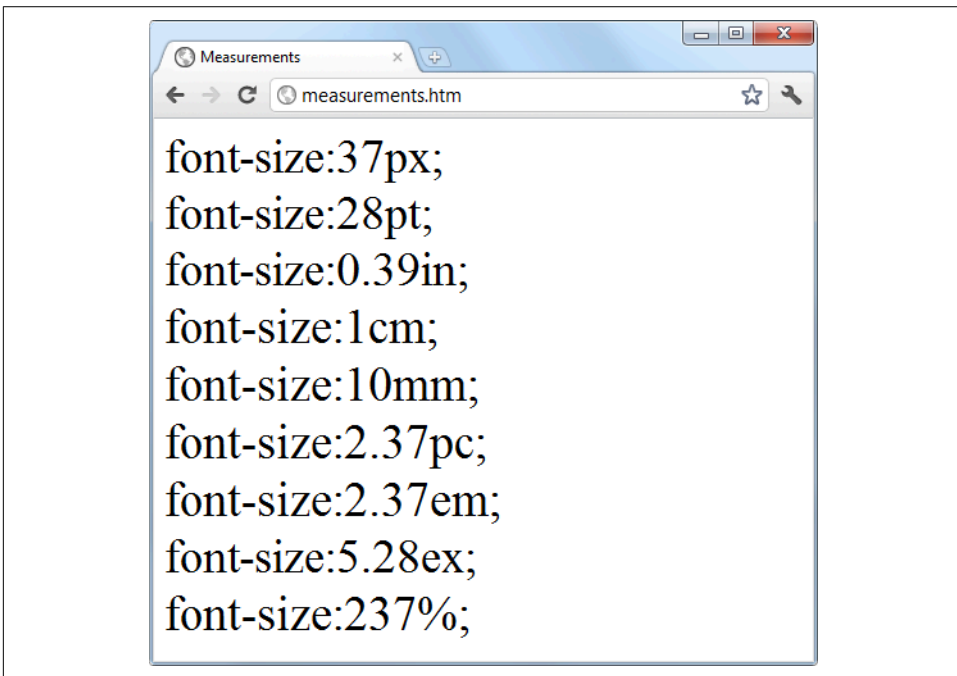 Measurements
measurements.htm
font-size:37px;
font-size:28pt;
font-size:0.39in;
font-size:1cm;
font-size:10mm;
font-size:2.37pc;
font-size:2.37em;
font-size:5.28ex;
font-size:237%;